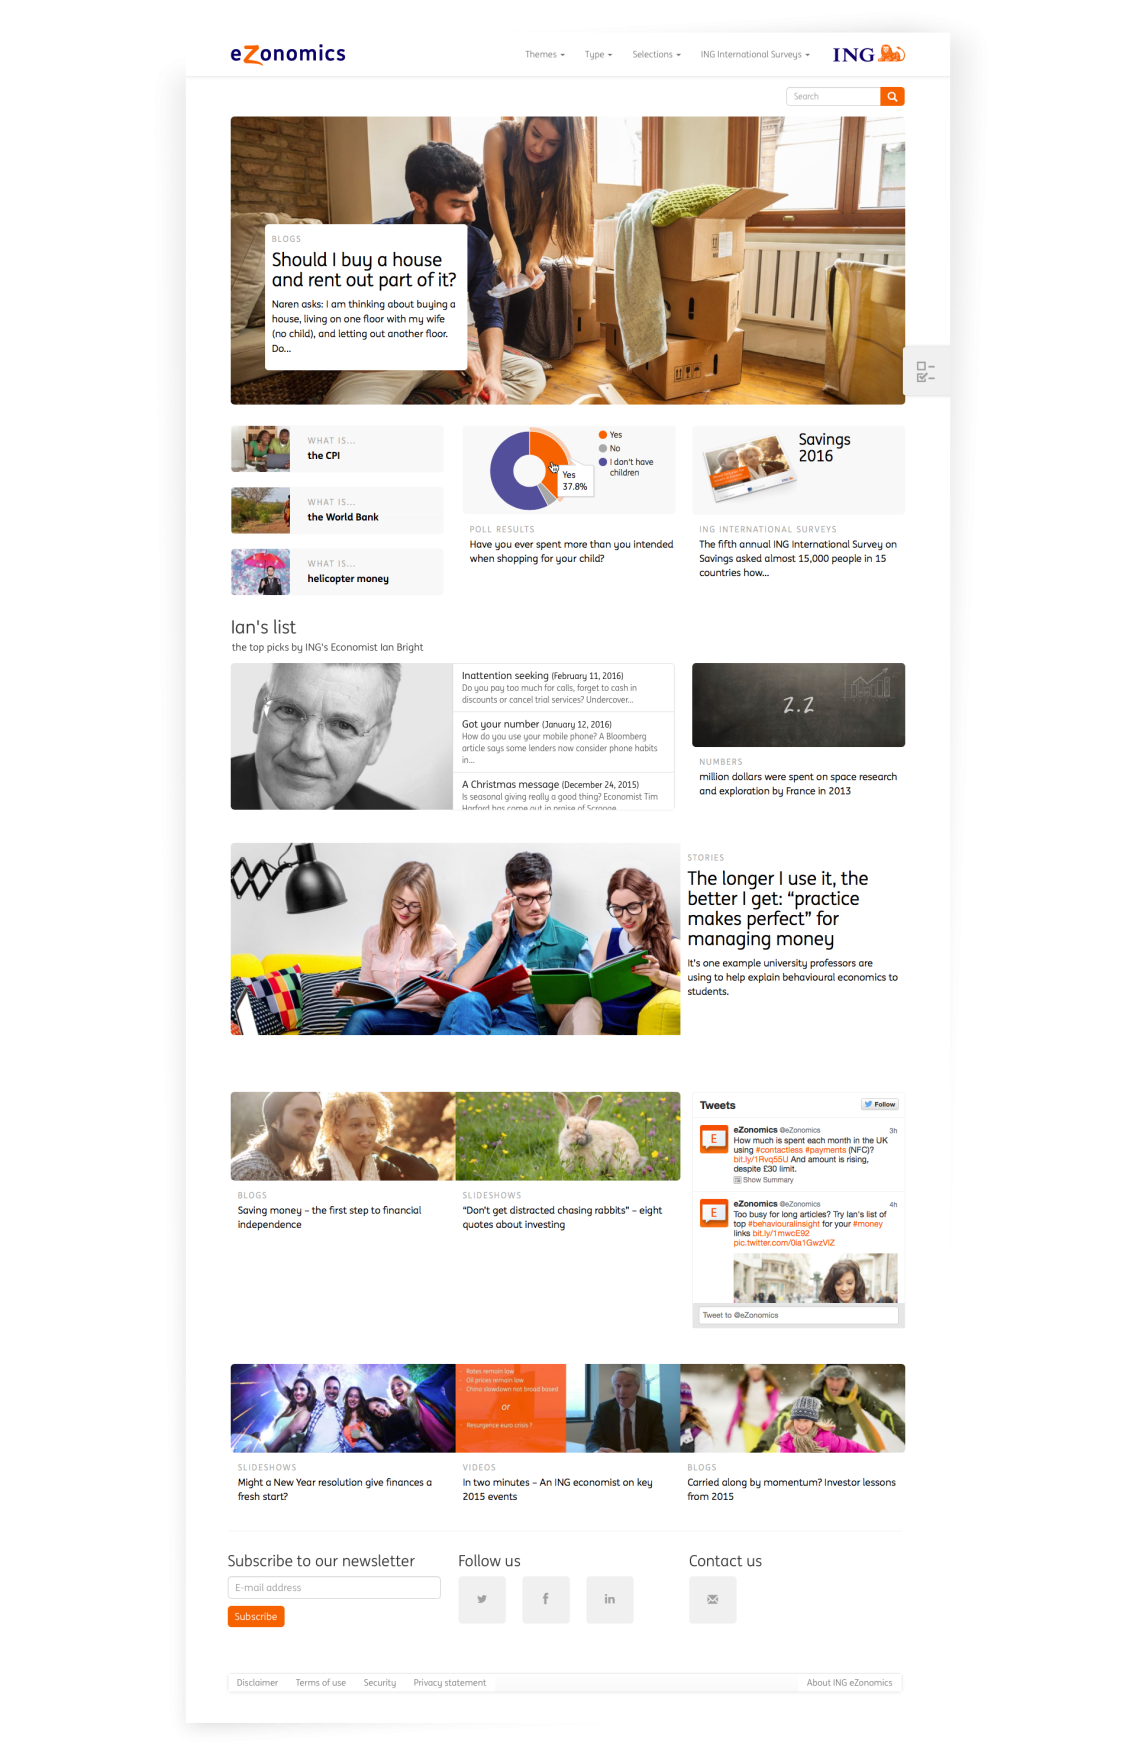 eZonomics
Themes
Type
Selections
ING International Surveys
ING
Search
BLOGS
Should I buy a house
and rent out part of it?
Naren asks: I am thinking about buying a
house, living on one floor with my wife
(no child), and letting out another floor.
Do...
WHAT IS...
the CPI
WHAT IS...
the World Bank
WHAT IS...
helicopter money
Yes
No
I don't have
children
Yes
37.8%
POLL RESULTS
Have you ever spent more than you intended
when shopping for your child?
Savings
2016
ING INTERNATIONAL SURVEYS
The fifth annual ING International Survey on
Savings asked almost 15,000 people in 15
countries how...
Ian's list
the top picks by ING's Economist Ian Bright
Inattention seeking (February 11, 2016)
Do you pay too much for calls, forget to cash in
discounts or cancel trial services? Undercover...
Got your number (January 12, 2016)
How do you use your mobile phone? A Bloomberg
article says some lenders now consider phone habits
in...
A Christmas message (December 24, 2015)
Is seasonal giving really a good thing? Economist Tim
Harford has come out in praise of Scrooge
2.2
NUMBERS
million dollars were spent on space research
and exploration by France in 2013
STORIES
The longer I use it, the
better I get: “practice
makes perfect” for
managing money
It's one example university professors are
using to help explain behavioural economics to
students.
BLOGS
Saving money – the first step to financial
independence
SLIDESHOWS
“Don't get distracted chasing rabbits” – eight
quotes about investing
Tweets
Follow
E
eZonomics @eZonomics 3h
How much is spent each month in the UK
using #contactless #payments (NFC)?
bit.ly/1Rvq55U And amount is rising,
despite £30 limit.
Show Summary
E
eZonomics @eZonomics 4h
Too busy for long articles? Try Ian's list of
top #behaviouralinsight for your #money
links bit.ly/1mwcE92
pic.twitter.com/0ia1GwzVlZ
Tweet to @eZonomics
Rates remain low
Oil prices remain low
China slowdown not broad based
or
Resurgence euro crisis ?
SLIDESHOWS
Might a New Year resolution give finances a
fresh start?
VIDEOS
In two minutes – An ING economist on key
2015 events
BLOGS
Carried along by momentum? Investor lessons
from 2015
Subscribe to our newsletter
E-mail address
Subscribe
Follow us
Contact us
Disclaimer
Terms of use
Security
Privacy statement
About ING eZonomics